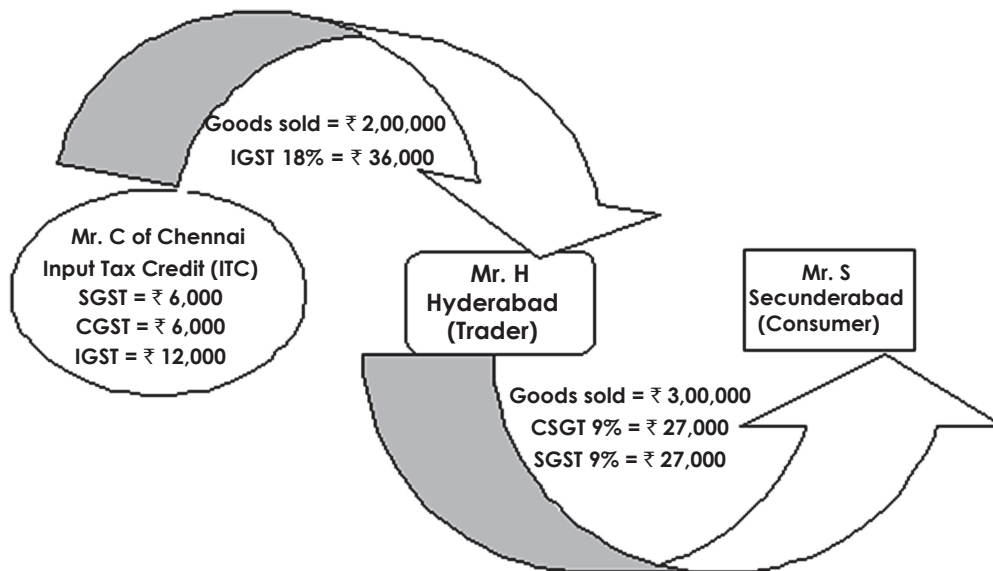 Goods sold = ₹ 2,00,000
IGST 18% = ₹ 36,000
Mr. C of Chennai
Input Tax Credit (ITC)
SGST = ₹ 6,000
CGST = ₹ 6,000
IGST = ₹ 12,000
Mr. H
Hyderabad
(Trader)
Mr. S
Secunderabad
(Consumer)
Goods sold = ₹ 3,00,000
CSGT 9% = ₹ 27,000
SGST 9% = ₹ 27,000